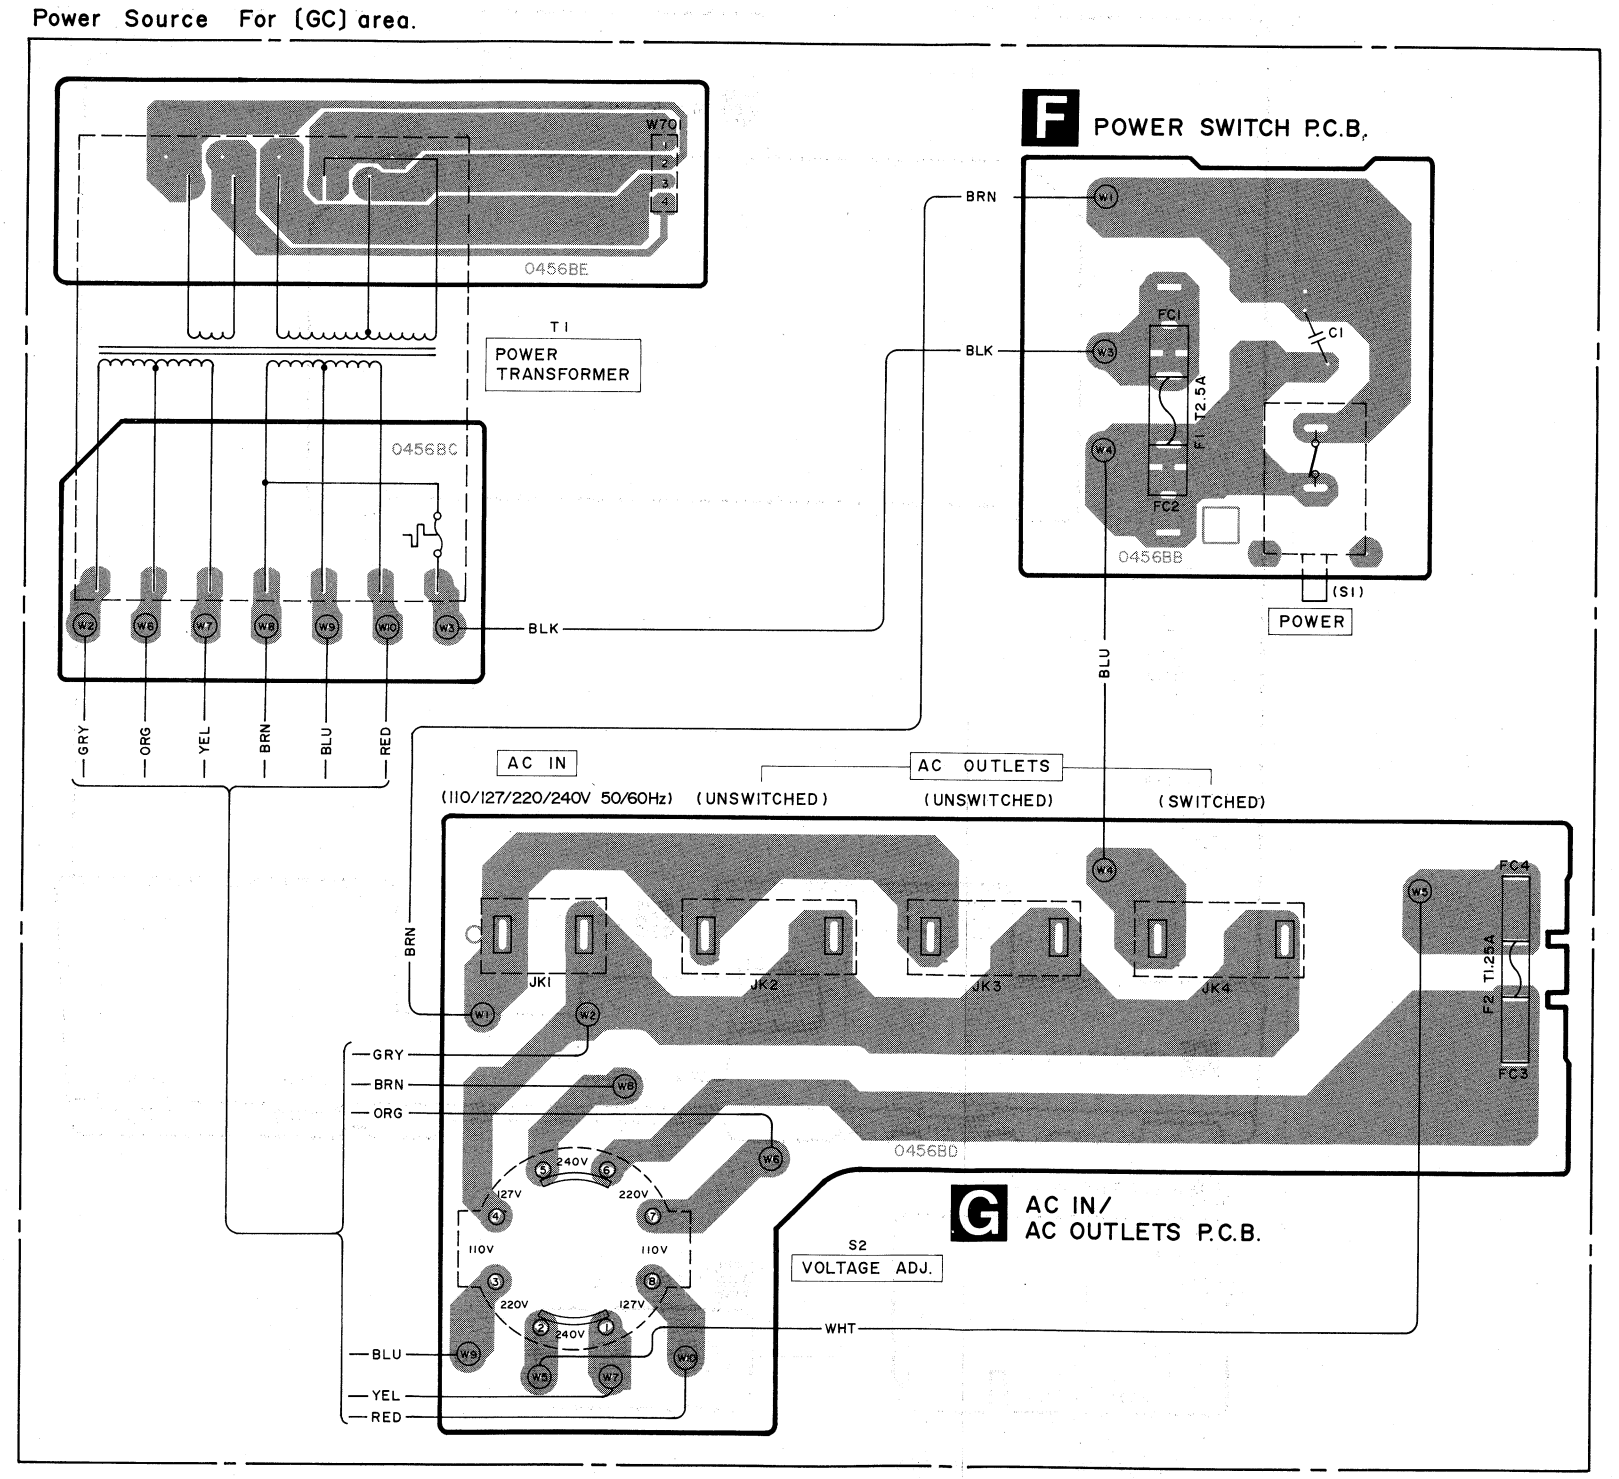 Power Source For [GC] area.
W701
1
2
3
4
0456BE
T1
POWER
TRANSFORMER
0456BC
W2 W6 W7 W8 W9 W10 W3
BLK
GRY ORG YEL BRN BLU RED
F POWER SWITCH P.C.B.
BRN
W1
FC1
C1
BLK
W3
F1 T2.5A
W4
FC2
0456BB
(S1)
POWER
BLU
AC IN
AC OUTLETS
(110/127/220/240V 50/60Hz) (UNSWITCHED) (UNSWITCHED) (SWITCHED)
W4
W5
FC4
BRN
JK1 JK2 JK3 JK4
F2 T1.25A
W1 W2
GRY
FC3
BRN
W8
ORG
0456BD
W6
5 240V 6
127V 220V
4 7
110V 110V
3 8
220V 127V
2 240V 1
G AC IN/
AC OUTLETS P.C.B.
S2
VOLTAGE ADJ.
WHT
BLU
W9 W5 W7 W10
YEL
RED